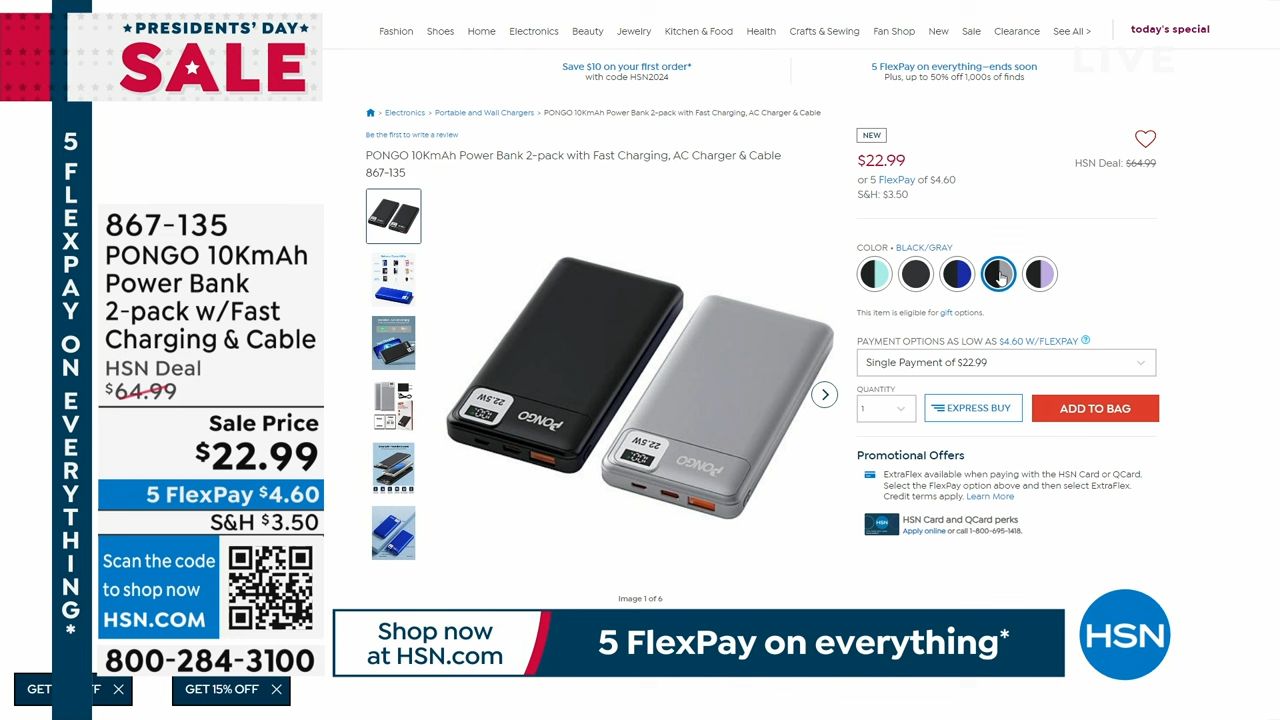 PRESIDENTS' DAY
SALE
5 FLEXPAY ON EVERYTHING*
867-135
PONGO 10KmAh
Power Bank
2-pack w/Fast
Charging & Cable
HSN Deal
$64.99
Sale Price
$22.99
5 FlexPay $4.60
S&H $3.50
Scan the code
to shop now
HSN.COM
800-284-3100
GET
FF
GET 15% OFF
Fashion Shoes Home Electronics Beauty Jewelry Kitchen & Food Health Crafts & Sewing Fan Shop New Sale Clearance See All >
today's special
LIVE
Save $10 on your first order*
with code HSN2024
5 FlexPay on everything—ends soon
Plus, up to 50% off 1,000s of finds
> Electronics > Portable and Wall Chargers > PONGO 10KmAh Power Bank 2-pack with Fast Charging, AC Charger & Cable
Be the first to write a review
PONGO 10KmAh Power Bank 2-pack with Fast Charging, AC Charger & Cable
867-135
22.5W
PONGO
22.5W
PONGO
Image 1 of 6
NEW
$22.99
HSN Deal: $64.99
or 5 FlexPay of $4.60
S&H: $3.50
COLOR • BLACK/GRAY
This item is eligible for gift options.
PAYMENT OPTIONS AS LOW AS $4.60 W/FLEXPAY
Single Payment of $22.99
QUANTITY
1
EXPRESS BUY
ADD TO BAG
Promotional Offers
ExtraFlex available when paying with the HSN Card or QCard.
Select the FlexPay option above and then select ExtraFlex.
Credit terms apply. Learn More
HSN
HSN Card and QCard perks
Apply online or call 1-800-695-1418.
Shop now
at HSN.com
5 FlexPay on everything*
HSN